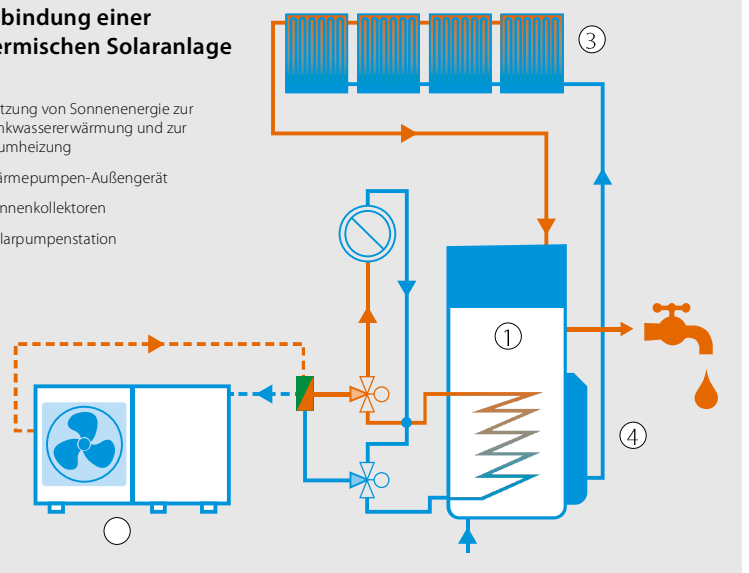 bindung einer
ermischen Solaranlage
tzung von Sonnenenergie zur
nkwassererwärmung und zur
umheizung
ärmepumpen-Außengerät
nnenkollektoren
larpumpenstation
3
1
4